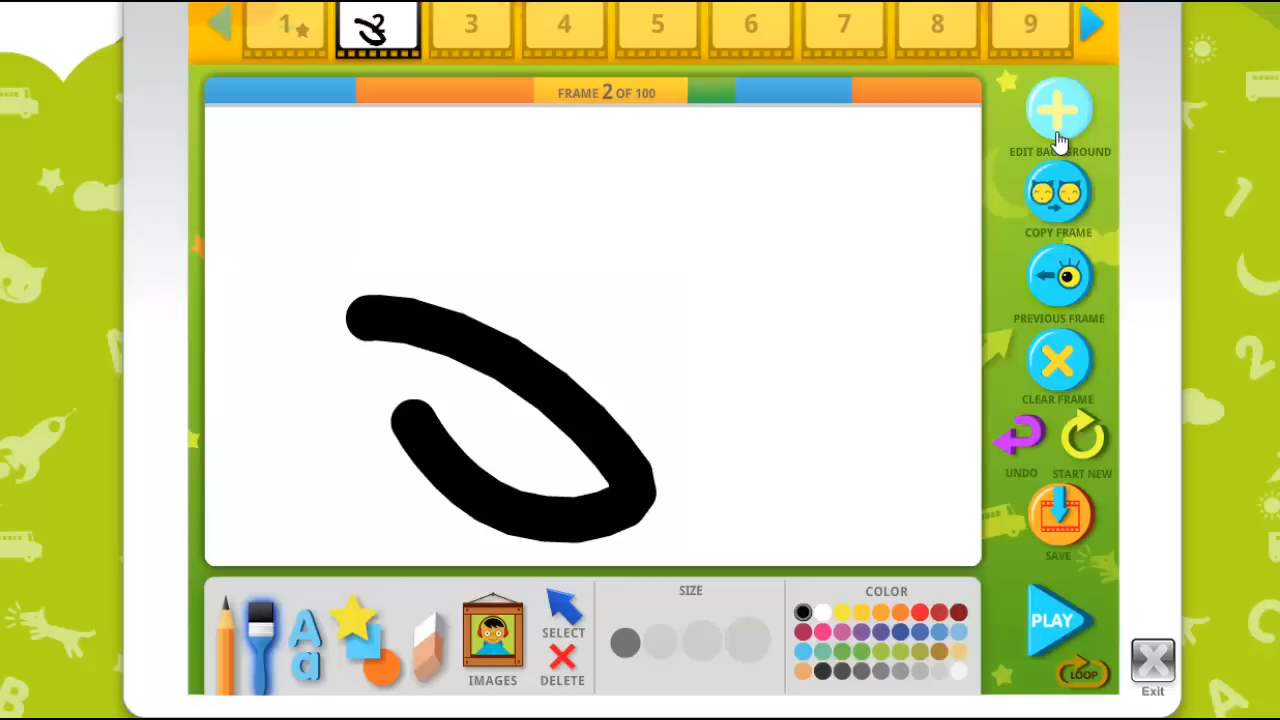 1 2 3 4 5 6 7 8 9
FRAME 2 OF 100
EDIT BACKGROUND
COPY FRAME
PREVIOUS FRAME
CLEAR FRAME
UNDO START NEW
SAVE
PLAY
LOOP
Exit
A
a
IMAGES
SELECT
DELETE
SIZE
COLOR